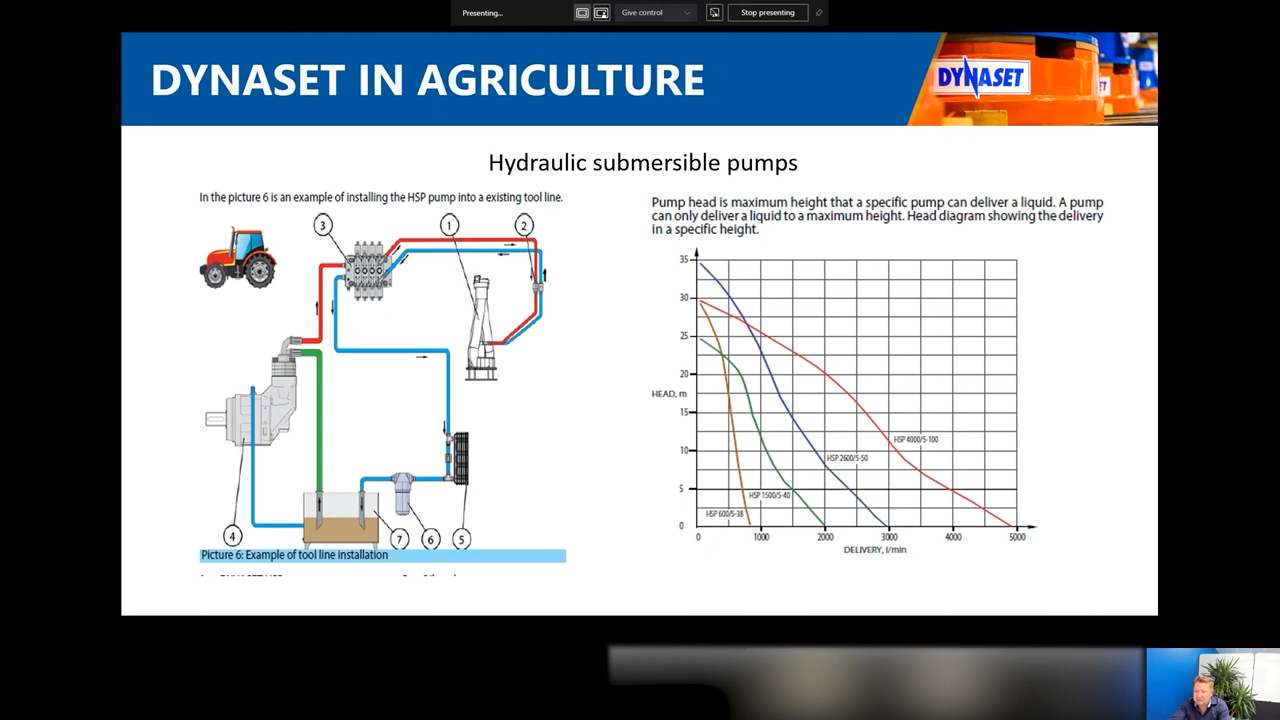 Presenting...
Give control
Stop presenting
DYNASET IN AGRICULTURE
DYNASET
Hydraulic submersible pumps
In the picture 6 is an example of installing the HSP pump into a existing tool line.
3
1
2
4
7
6
5
Picture 6: Example of tool line installation
Pump head is maximum height that a specific pump can deliver a liquid. A pump
can only deliver a liquid to a maximum height. Head diagram showing the delivery
in a specific height.
35
30
25
20
HEAD, m
15
10
5
0
HSP 4000/5-100
HSP 2600/5-50
HSP 1500/5-40
HSP 600/5-38
0
1000
2000
3000
4000
5000
DELIVERY, l/min